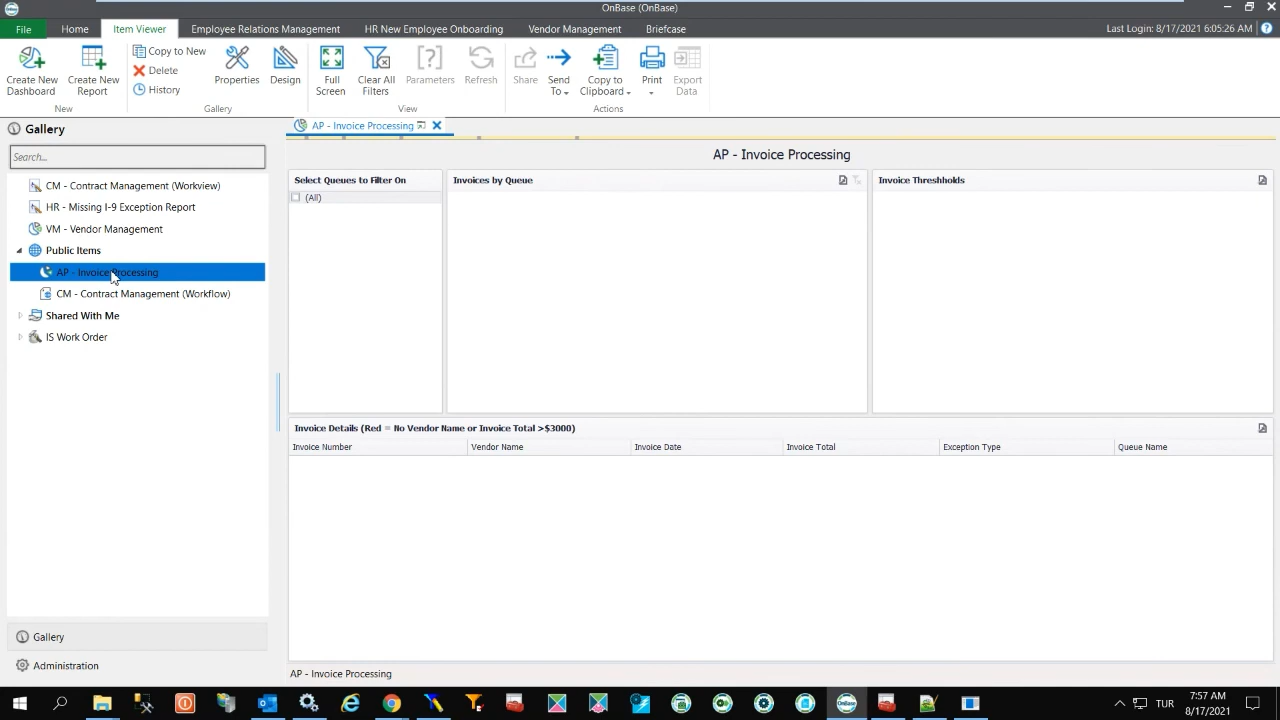 OnBase (OnBase)
File Home Item Viewer Employee Relations Management HR New Employee Onboarding Vendor Management Briefcase Last Login: 8/17/2021 6:05:26 AM
Create New Dashboard
Create New Report
New
Copy to New
Delete
History
Properties
Design
Gallery
Full Screen
Clear All Filters
Parameters
Refresh
View
Share
Send To
Copy to Clipboard
Print
Export Data
Actions
Gallery
Search...
CM - Contract Management (Workview)
HR - Missing I-9 Exception Report
VM - Vendor Management
Public Items
AP - Invoice Processing
CM - Contract Management (Workflow)
Shared With Me
IS Work Order
Gallery
Administration
AP - Invoice Processing
AP - Invoice Processing
Select Queues to Filter On
(All)
Invoices by Queue
Invoice Threshholds
Invoice Details (Red = No Vendor Name or Invoice Total >$3000)
Invoice Number Vendor Name Invoice Date Invoice Total Exception Type Queue Name
AP - Invoice Processing
OnBase
TUR
7:57 AM
8/17/2021